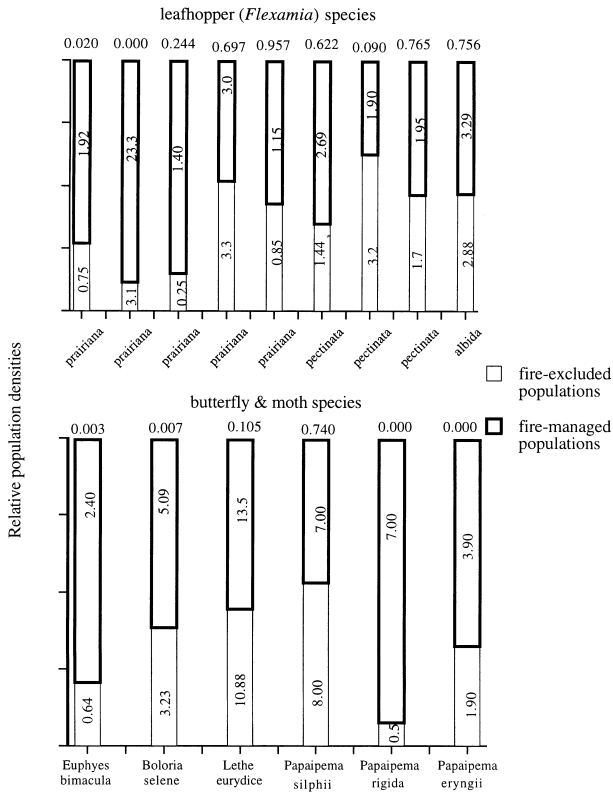 leafhopper (Flexamia) species
0.020 0.000 0.244 0.697 0.957 0.622 0.090 0.765 0.756
1.92 23.3 1.40 3.0 1.15 2.69 1.90 1.95 3.29
0.75 3.1 0.25 3.3 0.85 1.44 3.2 1.7 2.88
prairiana prairiana prairiana prairiana prairiana pectinata pectinata pectinata albida
Relative population densities
fire-excluded
populations
fire-managed
populations
butterfly & moth species
0.003 0.007 0.105 0.740 0.000 0.000
2.40 5.09 13.5 7.00 7.00 3.90
0.64 3.23 10.88 8.00 0.5 1.90
Euphyes Boloria Lethe Papaipema Papaipema Papaipema
bimacula selene eurydice silphii rigida eryngii